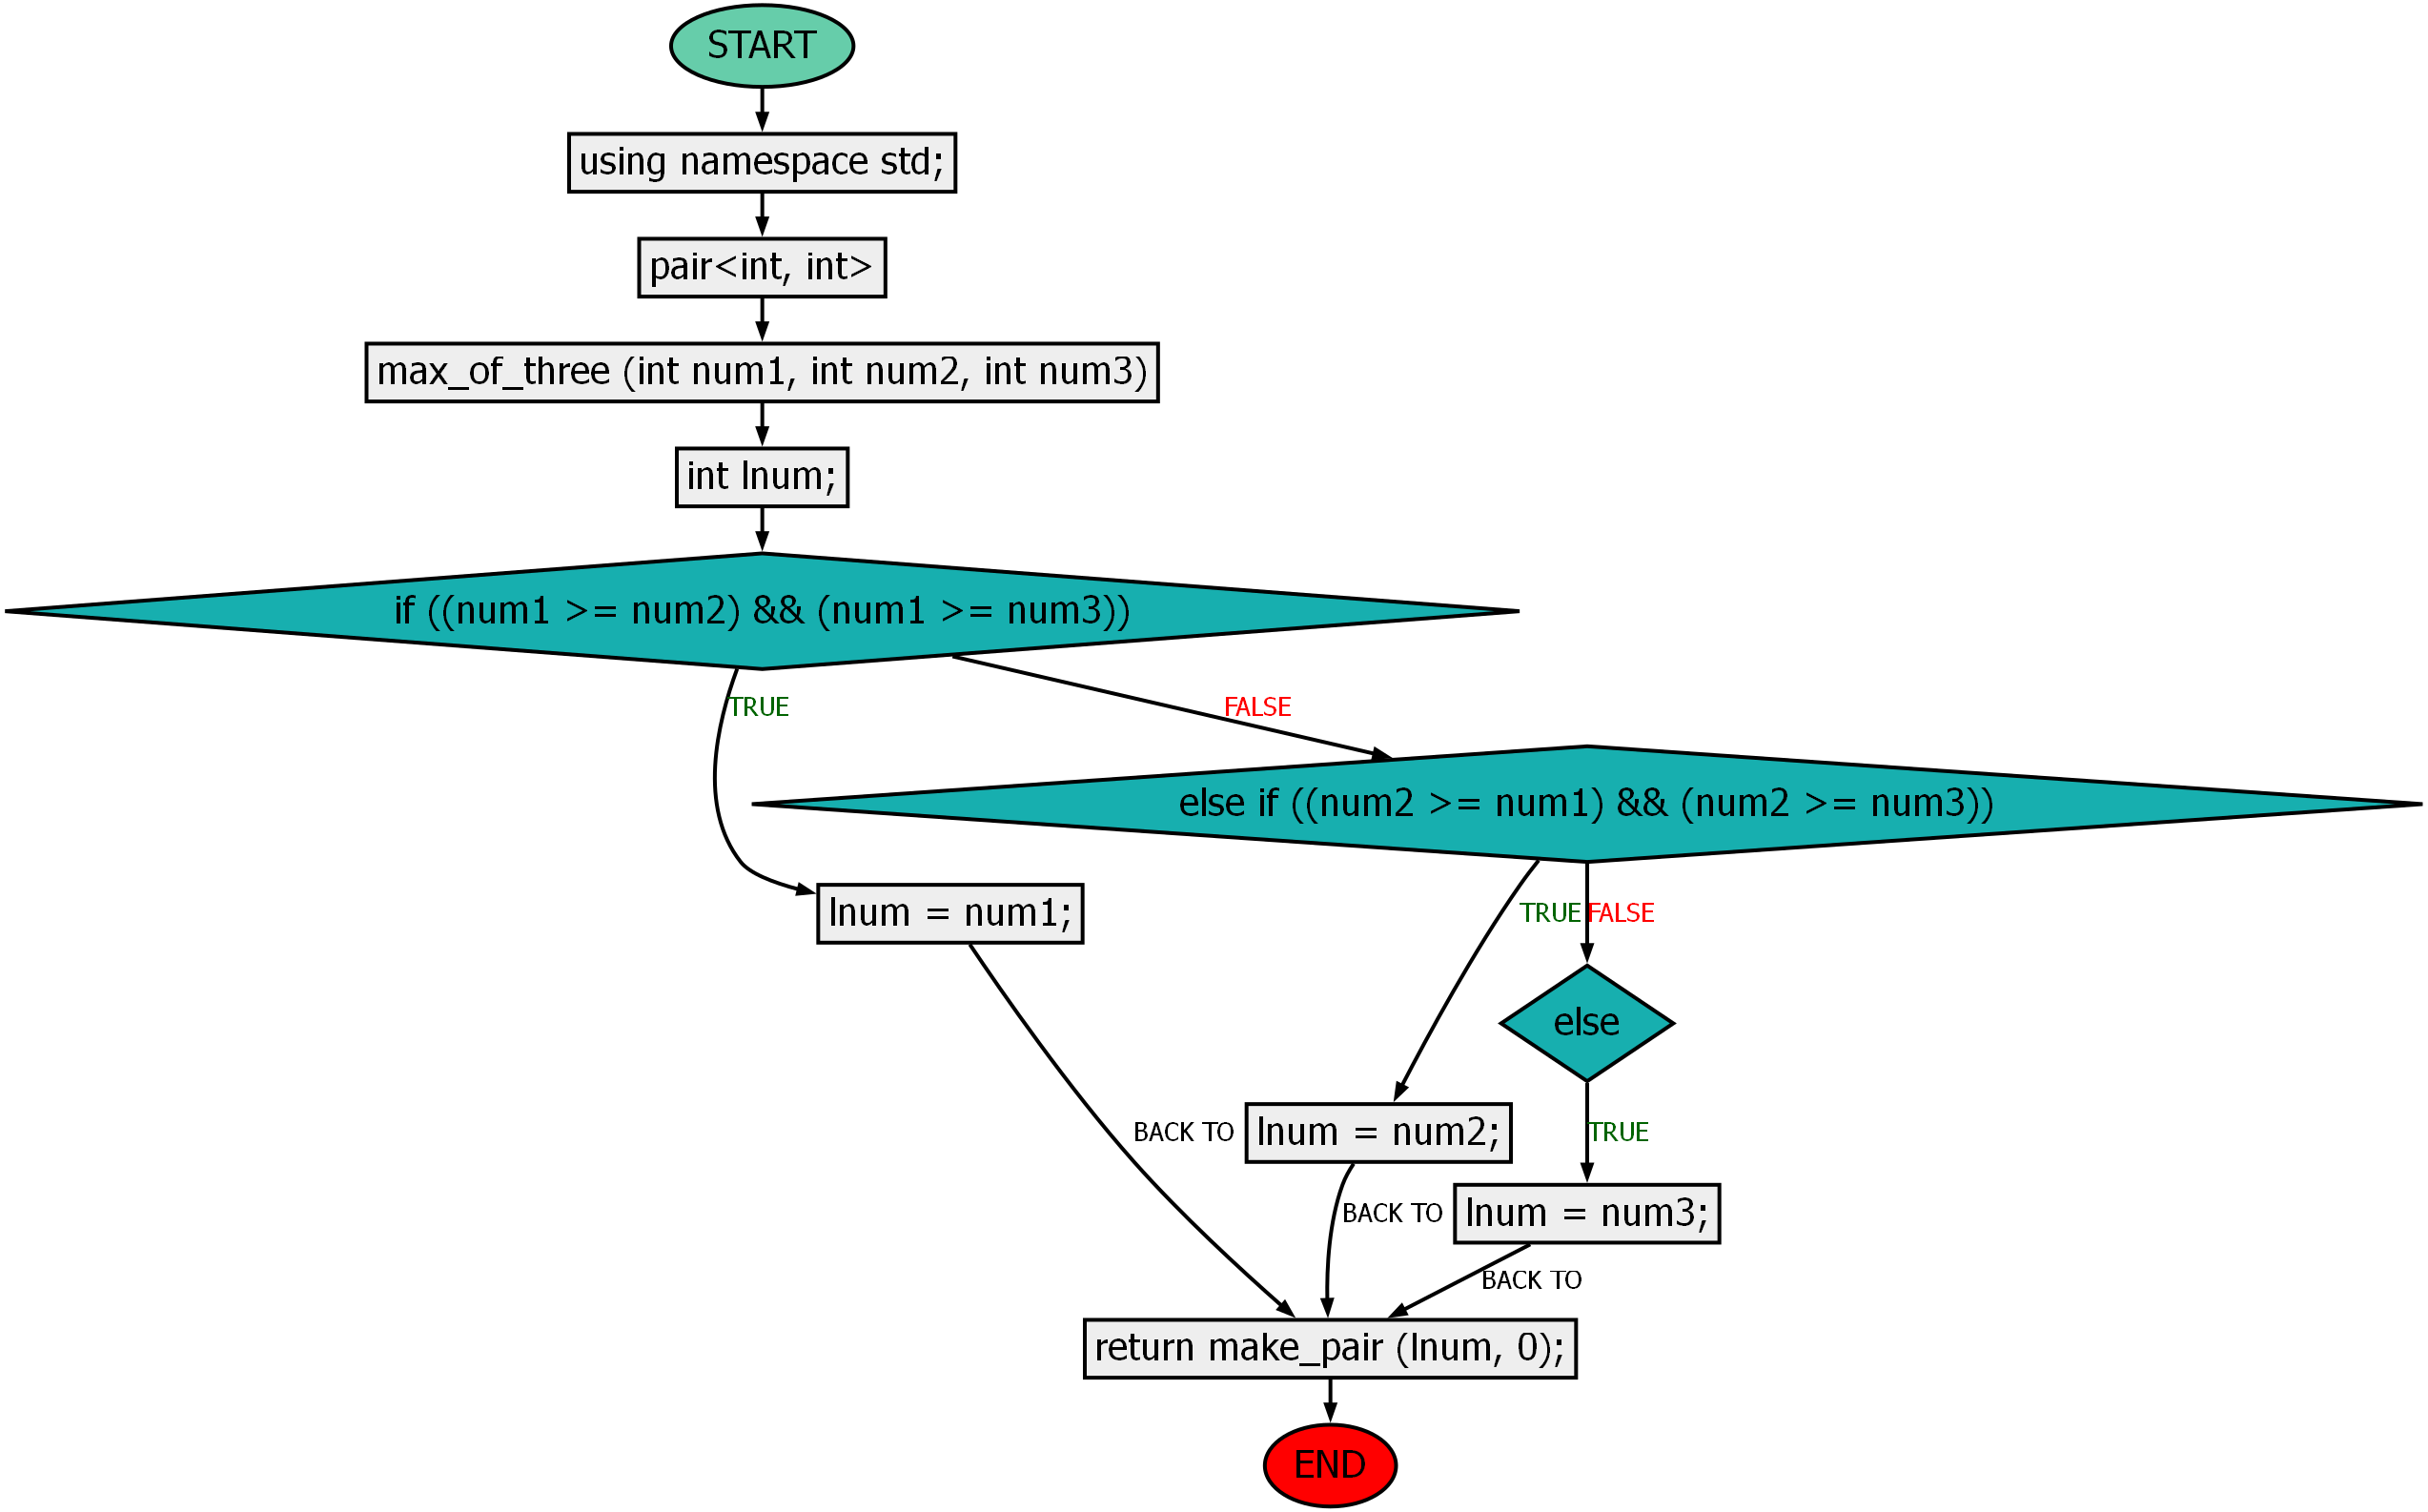 START
using namespace std;
pair<int, int>
max_of_three (int num1, int num2, int num3)
int lnum;
if ((num1 >= num2) && (num1 >= num3))
TRUE
FALSE
else if ((num2 >= num1) && (num2 >= num3))
lnum = num1;
TRUE
FALSE
else
BACK TO
lnum = num2;
TRUE
BACK TO
lnum = num3;
BACK TO
return make_pair (lnum, 0);
END